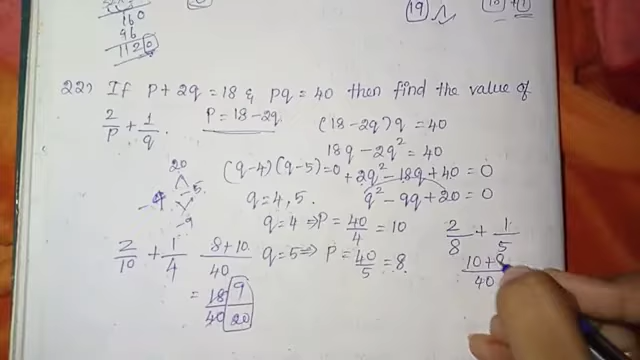 160
96
1120
19
22) If P + 2q = 18 & Pq = 40 then find the value of
2/P + 1/q. P = 18 - 2q (18 - 2q) q = 40
18q - 2q² = 40
(q-4)(q-5) = 0 + 2q² - 18q + 40 = 0
20
-4 -5
-9
q = 4, 5. q² - 9q + 20 = 0
q = 4 ⇒ P = 40/4 = 10
2/8 + 1/5
2/10 + 1/4 8+10/40 q = 5 ⇒ P = 40/5 = 8.
10+8/40
= 18/40 9/20